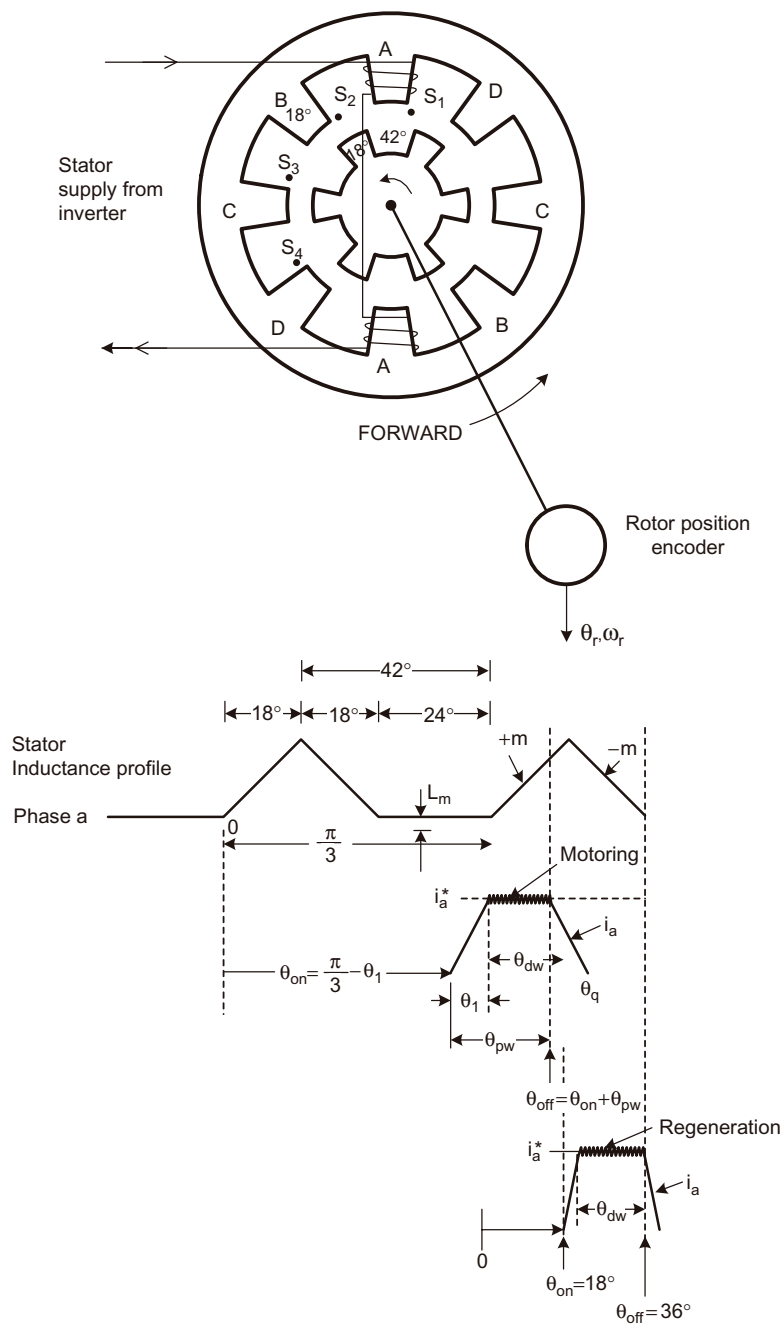 A
D
S₂
S₁
B
18°
18°
42°
Stator
supply from
inverter
S₃
C
C
S₄
D
B
A
FORWARD
Rotor position
encoder
θr,ωr
42°
18°
18°
24°
Stator
Inductance profile
+m
−m
Phase a
Lm
0
π/3
Motoring
ia*
ia
θon = π/3 − θ1
θdw
θq
θ1
θpw
θoff = θon + θpw
Regeneration
ia*
ia
θdw
0
θon = 18°
θoff = 36°